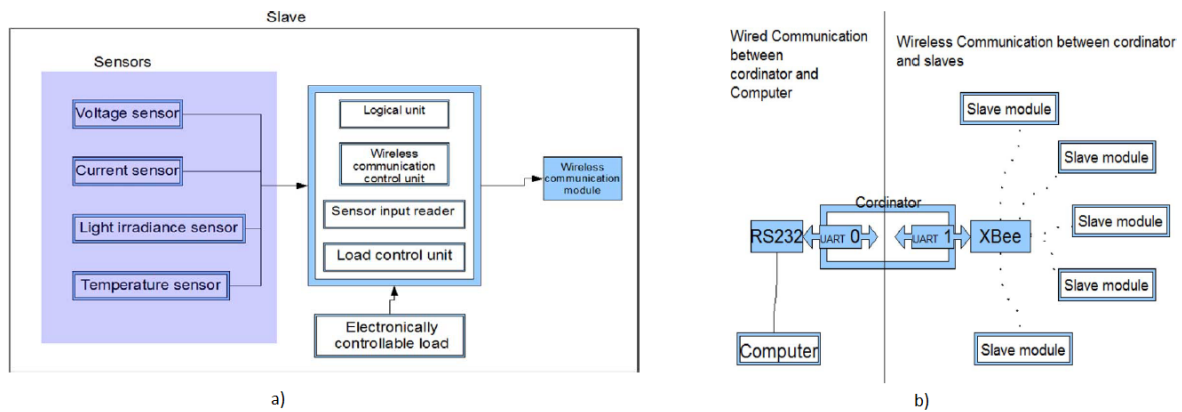 Slave
Sensors
Voltage sensor
Current sensor
Light irradiance sensor
Temperature sensor
Logical unit
Wireless
communication
control unit
Sensor input reader
Load control unit
Electronically
controllable load
Wireless
communication
module
a)
Wired Communication
between
cordinator and
Computer
Wireless Communication between cordinator
and slaves
Slave module
Slave module
Slave module
Slave module
Slave module
Cordinator
RS232
UART 0
UART 1
XBee
Computer
b)